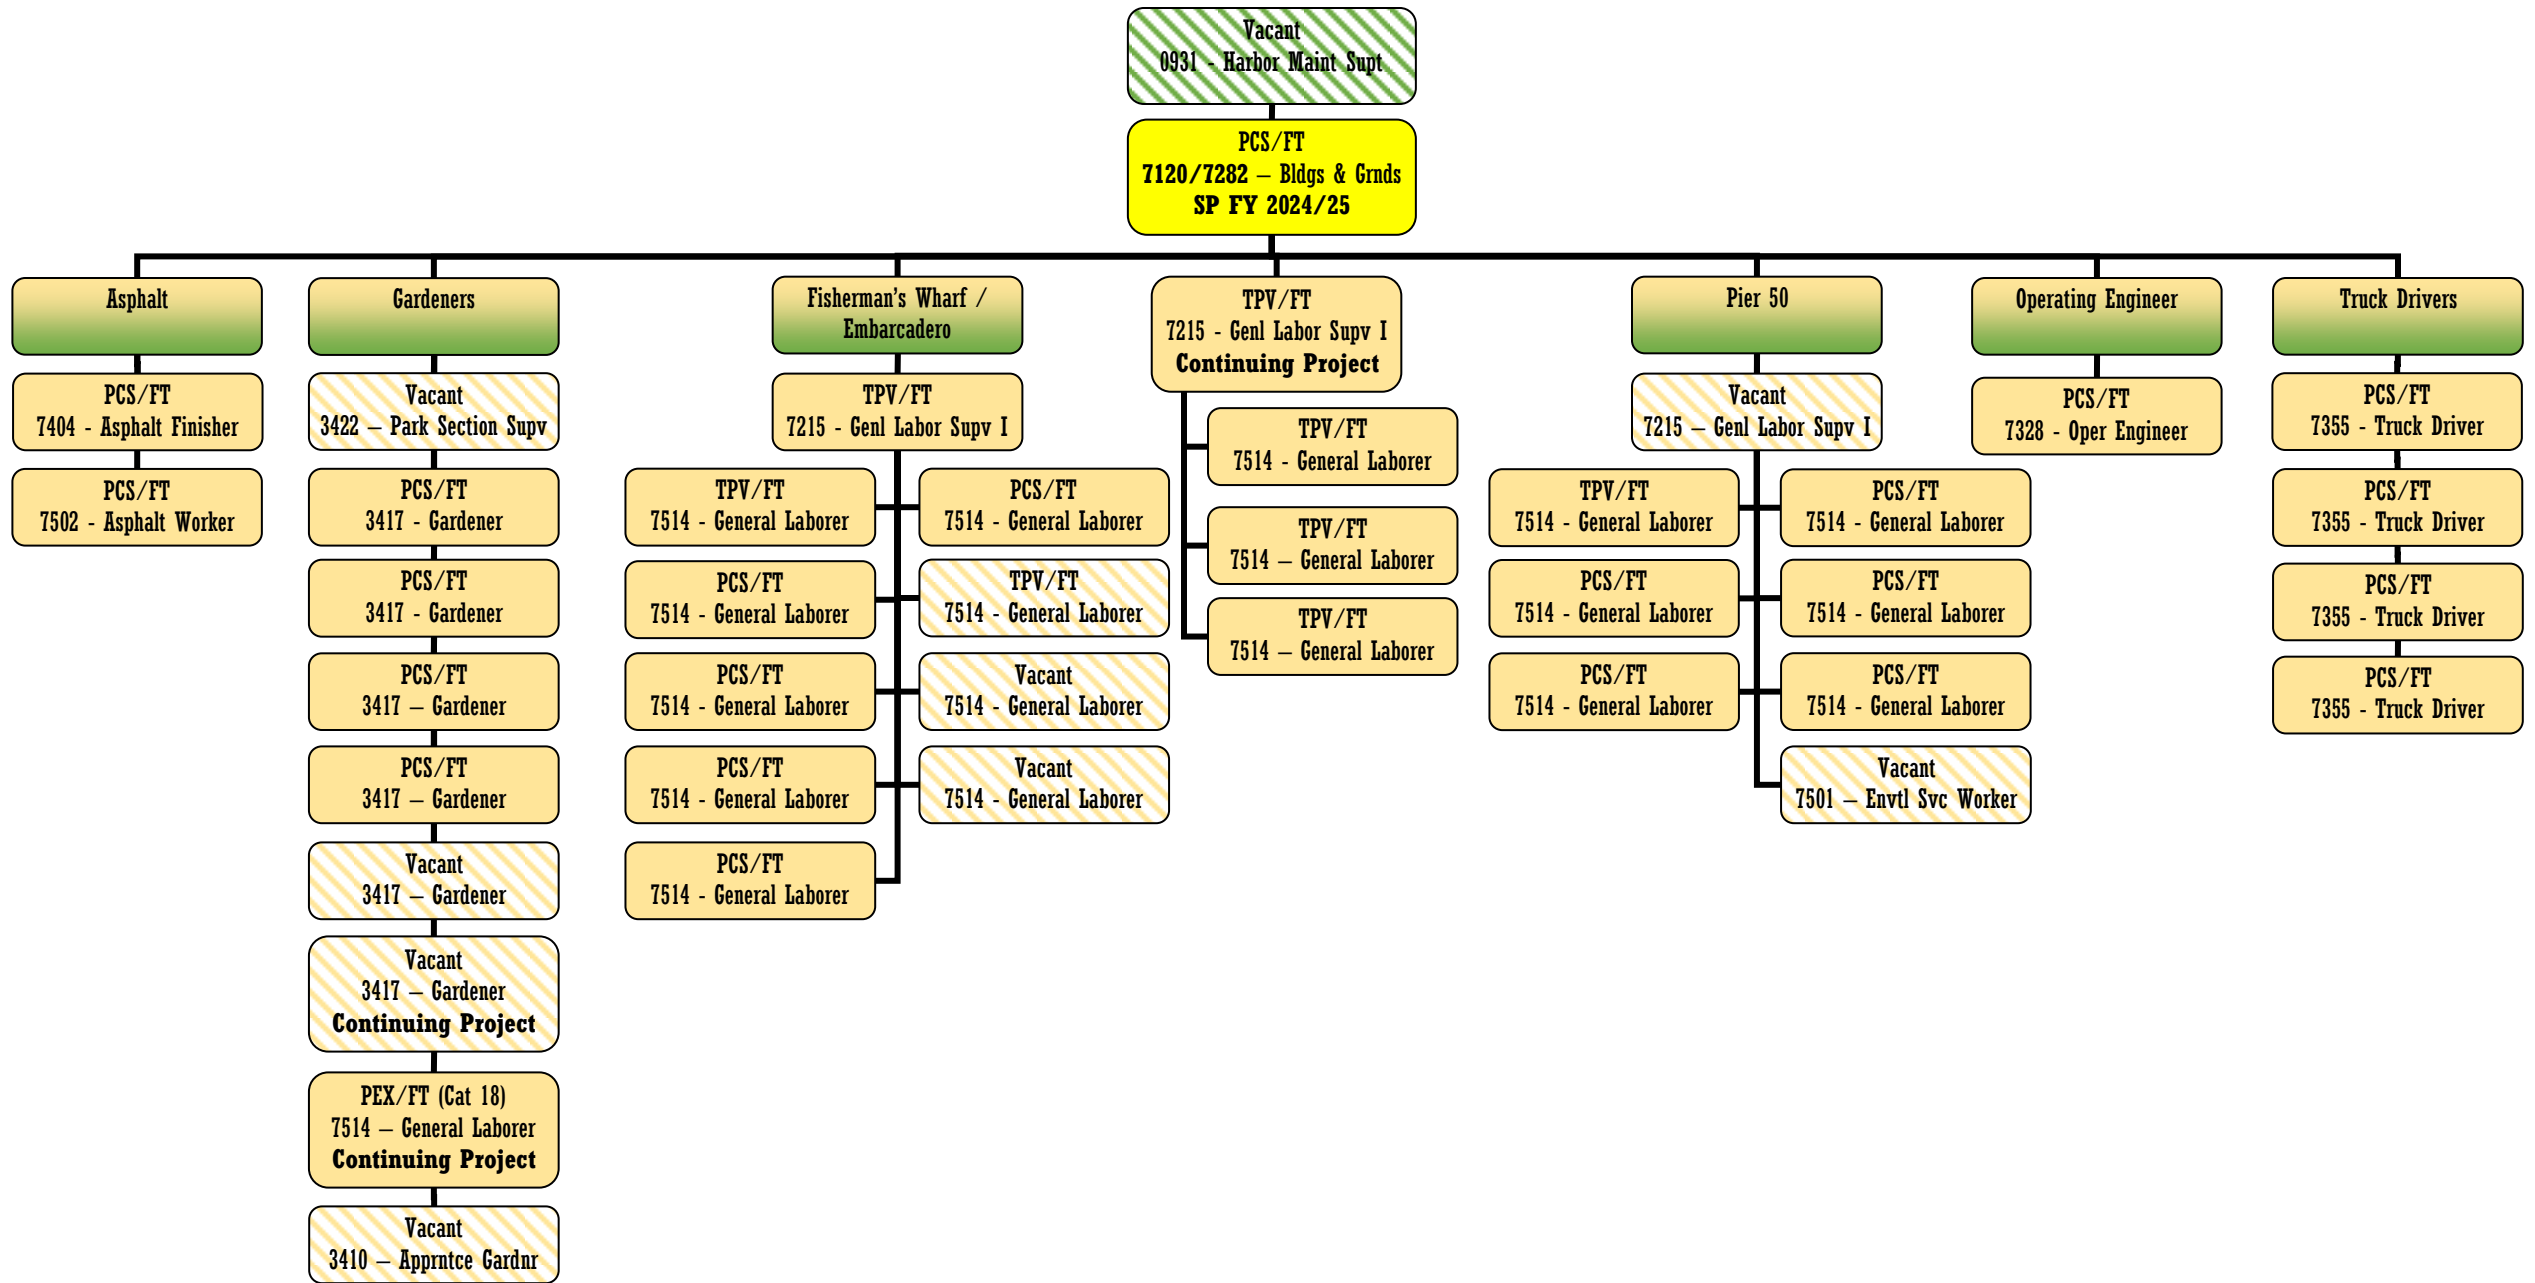 Vacant
0931 - Harbor Maint Supt
PCS/FT
7120/7282 – Bldgs & Grnds
SP FY 2024/25
Asphalt
PCS/FT
7404 - Asphalt Finisher
PCS/FT
7502 - Asphalt Worker
Gardeners
Vacant
3422 – Park Section Supv
PCS/FT
3417 - Gardener
PCS/FT
3417 - Gardener
PCS/FT
3417 – Gardener
PCS/FT
3417 – Gardener
Vacant
3417 – Gardener
Vacant
3417 – Gardener
Continuing Project
PEX/FT (Cat 18)
7514 – General Laborer
Continuing Project
Vacant
3410 – Apprntce Gardnr
Fisherman’s Wharf /
Embarcadero
TPV/FT
7215 - Genl Labor Supv I
TPV/FT
7514 - General Laborer
PCS/FT
7514 - General Laborer
PCS/FT
7514 - General Laborer
TPV/FT
7514 - General Laborer
PCS/FT
7514 - General Laborer
Vacant
7514 - General Laborer
PCS/FT
7514 - General Laborer
Vacant
7514 - General Laborer
PCS/FT
7514 - General Laborer
TPV/FT
7215 - Genl Labor Supv I
Continuing Project
TPV/FT
7514 - General Laborer
TPV/FT
7514 – General Laborer
TPV/FT
7514 – General Laborer
Pier 50
Vacant
7215 – Genl Labor Supv I
TPV/FT
7514 - General Laborer
PCS/FT
7514 - General Laborer
PCS/FT
7514 - General Laborer
PCS/FT
7514 - General Laborer
PCS/FT
7514 - General Laborer
PCS/FT
7514 - General Laborer
Vacant
7501 – Envtl Svc Worker
Operating Engineer
PCS/FT
7328 - Oper Engineer
Truck Drivers
PCS/FT
7355 - Truck Driver
PCS/FT
7355 - Truck Driver
PCS/FT
7355 - Truck Driver
PCS/FT
7355 - Truck Driver